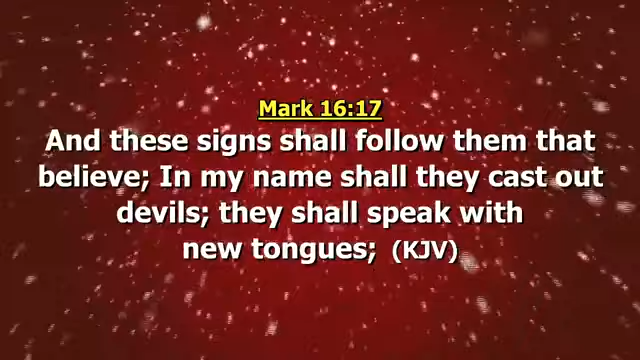 Mark 16:17
And these signs shall follow them that
believe; In my name shall they cast out
devils; they shall speak with
new tongues; (KJV)